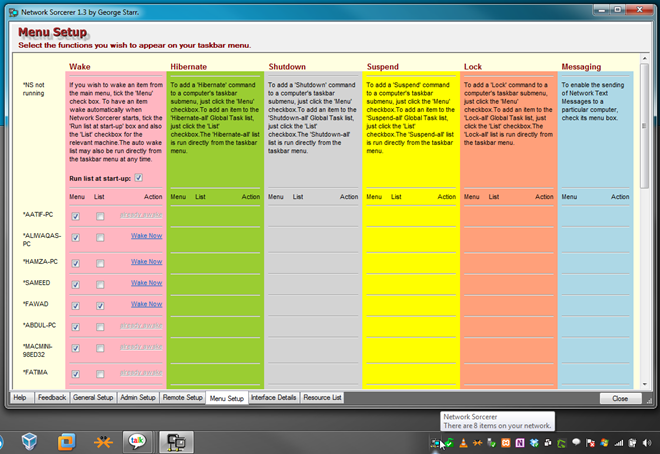 Network Sorcerer 1.3 by George Starr.
Menu Setup
Select the functions you wish to appear on your taskbar menu.
Wake
Hibernate
Shutdown
Suspend
Lock
Messaging
*NS not
running
If you wish to wake an item from
the main menu, tick the 'Menu'
check box. To have an item
wake automatically when
Network Sorcerer starts, tick the
'Run list at start-up' box and also
the 'List' checkbox for the
relevant machine.The auto wake
list may also be run directly from
the taskbar menu at any time.
Run list at start-up:
To add a 'Hibernate' command
to a computer's taskbar
submenu, just click the 'Menu'
checkbox.To add an item to the
'Hibernate-all' Global Task list,
just click the 'List'
checkbox.The 'Hibernate-all' list
is run directly from the taskbar
menu.
To add a 'Shutdown' command
to a computer's taskbar
submenu, just click the 'Menu'
checkbox.To add an item to the
'Shutdown-all' Global Task list,
just click the 'List'
checkbox.The 'Shutdown-all' list
is run directly from the taskbar
menu.
To add a 'Suspend' command
to a computer's taskbar
submenu, just click the 'Menu'
checkbox.To add an item to the
'Suspend-all' Global Task list,
just click the 'List'
checkbox.The 'Suspend-all' list
is run directly from the taskbar
menu.
To add a 'Lock' command to a
computer's taskbar submenu,
just click the 'Menu'
checkbox.To add an item to the
'Lock-all' Global Task list, just
click the 'List' checkbox.The
'Lock-all' list is run directly from
the taskbar menu.
To enable the sending
of Network Text
Messages to a
particular computer,
check its menu box.
Menu List Action
Menu List Action
Menu List Action
Menu List Action
Menu List Action
Menu
*AATIF-PC already awake
*ALIWAQAS-
PC Wake Now
*HAMZA-PC Wake Now
*SAMEED Wake Now
*FAWAD Wake Now
*ABDUL-PC already awake
*MACMINI-
98ED32 already awake
*FATIMA already awake
Help Feedback General Setup Admin Setup Remote Setup Menu Setup Interface Details Resource List Close
Network Sorcerer
There are 8 items on your network.
talk